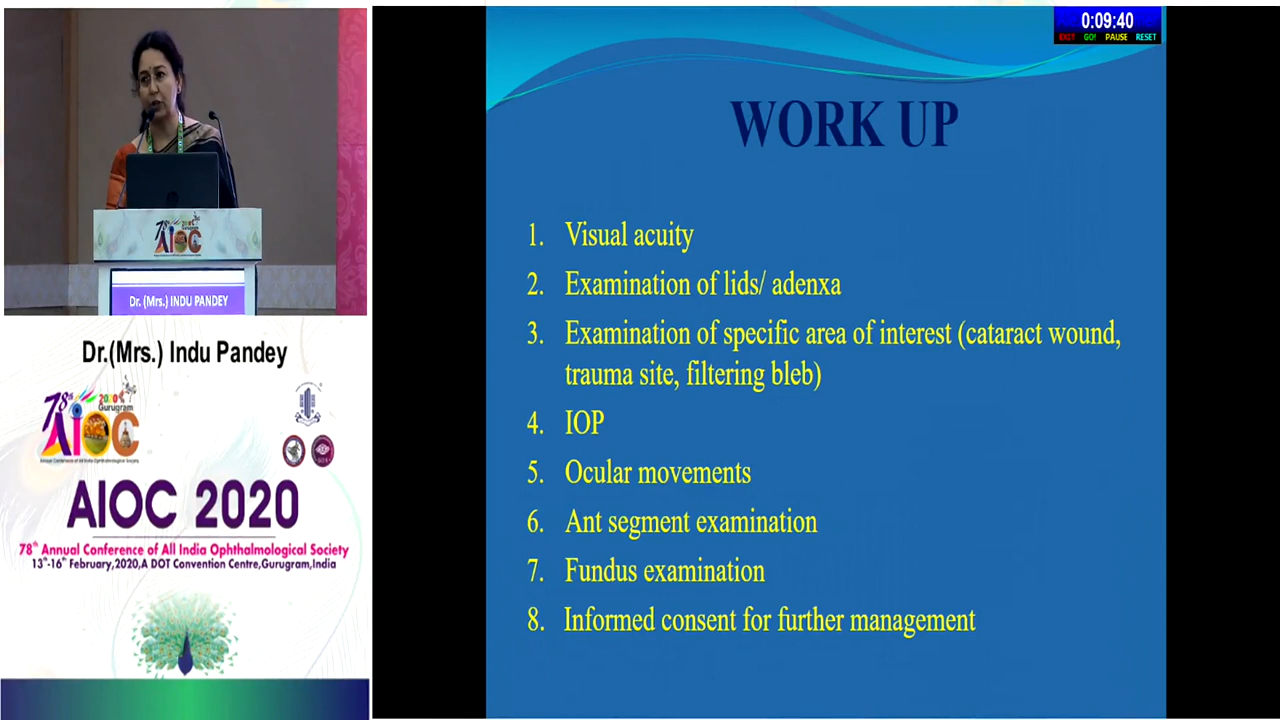 0:09:40
EXIT GO! PAUSE RESET
WORK UP
1. Visual acuity
2. Examination of lids/ adenxa
3. Examination of specific area of interest (cataract wound,
trauma site, filtering bleb)
4. IOP
5. Ocular movements
6. Ant segment examination
7. Fundus examination
8. Informed consent for further management
AIOC
Dr. (Mrs.) INDU PANDEY
Dr.(Mrs.) Indu Pandey
78th 2020
Gurugram
AIOC
AIOC 2020
78th Annual Conference of All India Ophthalmological Society
13th-16th February,2020,A DOT Convention Centre,Gurugram,India